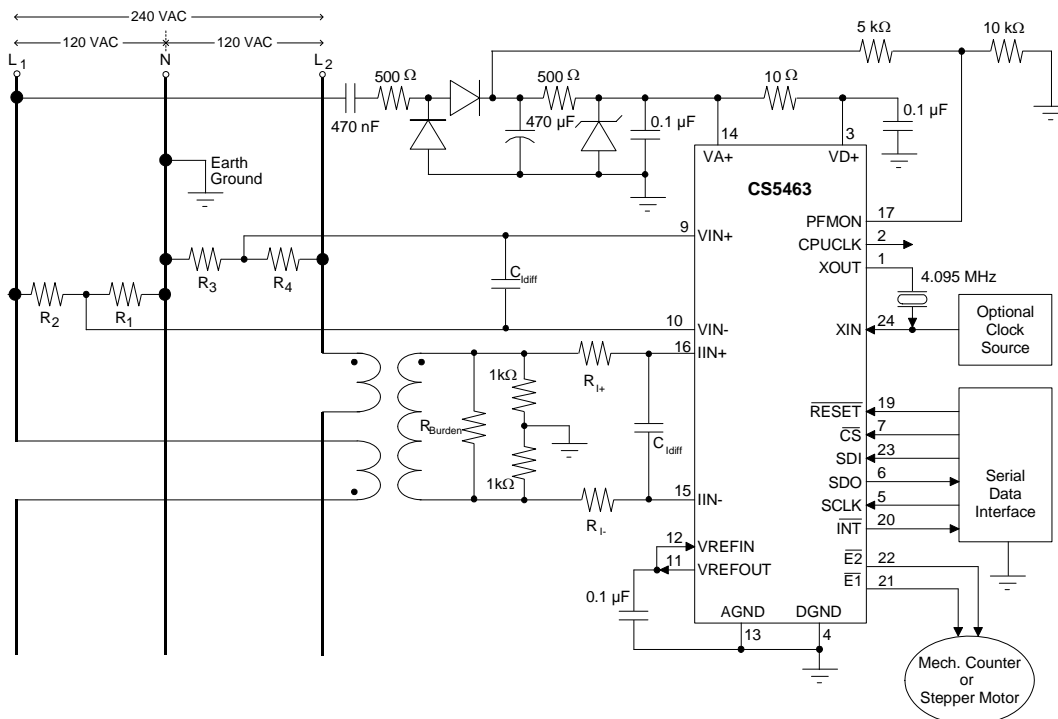 240 VAC
120 VAC
120 VAC
L1
N
L2
5 kΩ
10 kΩ
500 Ω
500 Ω
10 Ω
470 nF
470 µF
0.1 µF
0.1 µF
14
3
VA+
VD+
Earth
Ground
CS5463
PFMON
17
CPUCLK
2
XOUT
1
4.095 MHz
9
VIN+
R3
R4
CIdiff
R2
R1
10
VIN-
XIN
24
Optional
Clock
Source
16
IIN+
1kΩ
RI+
RBurden
CIdiff
1kΩ
15
IIN-
RI-
RESET
19
CS
7
SDI
23
SDO
6
SCLK
5
INT
20
Serial
Data
Interface
12
VREFIN
11
VREFOUT
E2
22
E1
21
0.1 µF
AGND
DGND
13
4
Mech. Counter
or
Stepper Motor